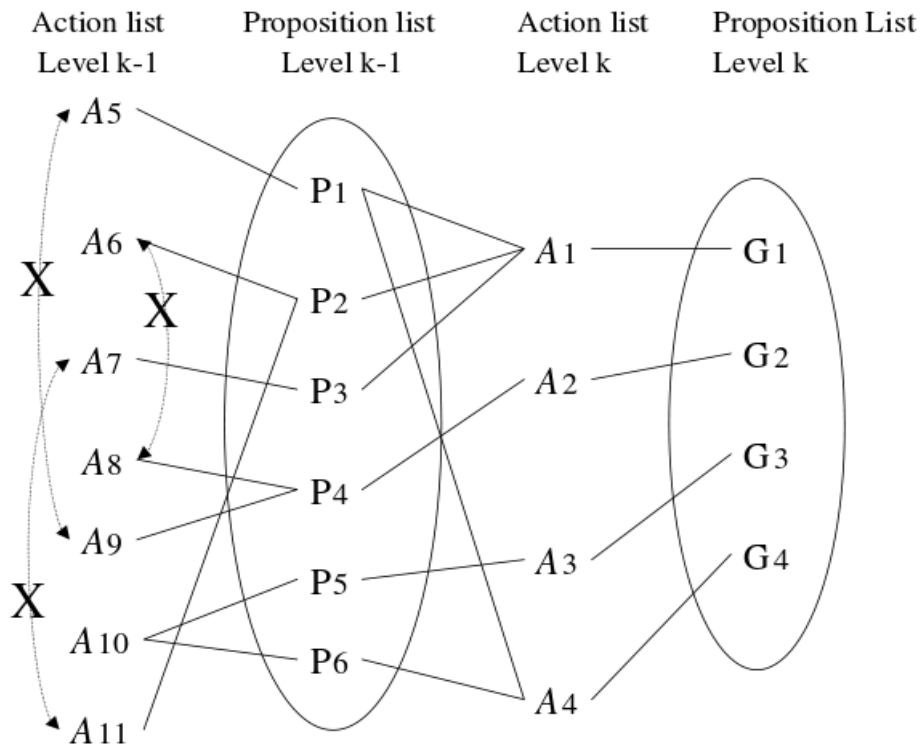 Action list Proposition list Action list Proposition List
Level k-1 Level k-1 Level k Level k
A5
P1
A6 A1 G1
X
X P2
A7 P3 A2 G2
A8 P4 G3
A9 A3 G4
P5
X
A10 P6
A4
A11